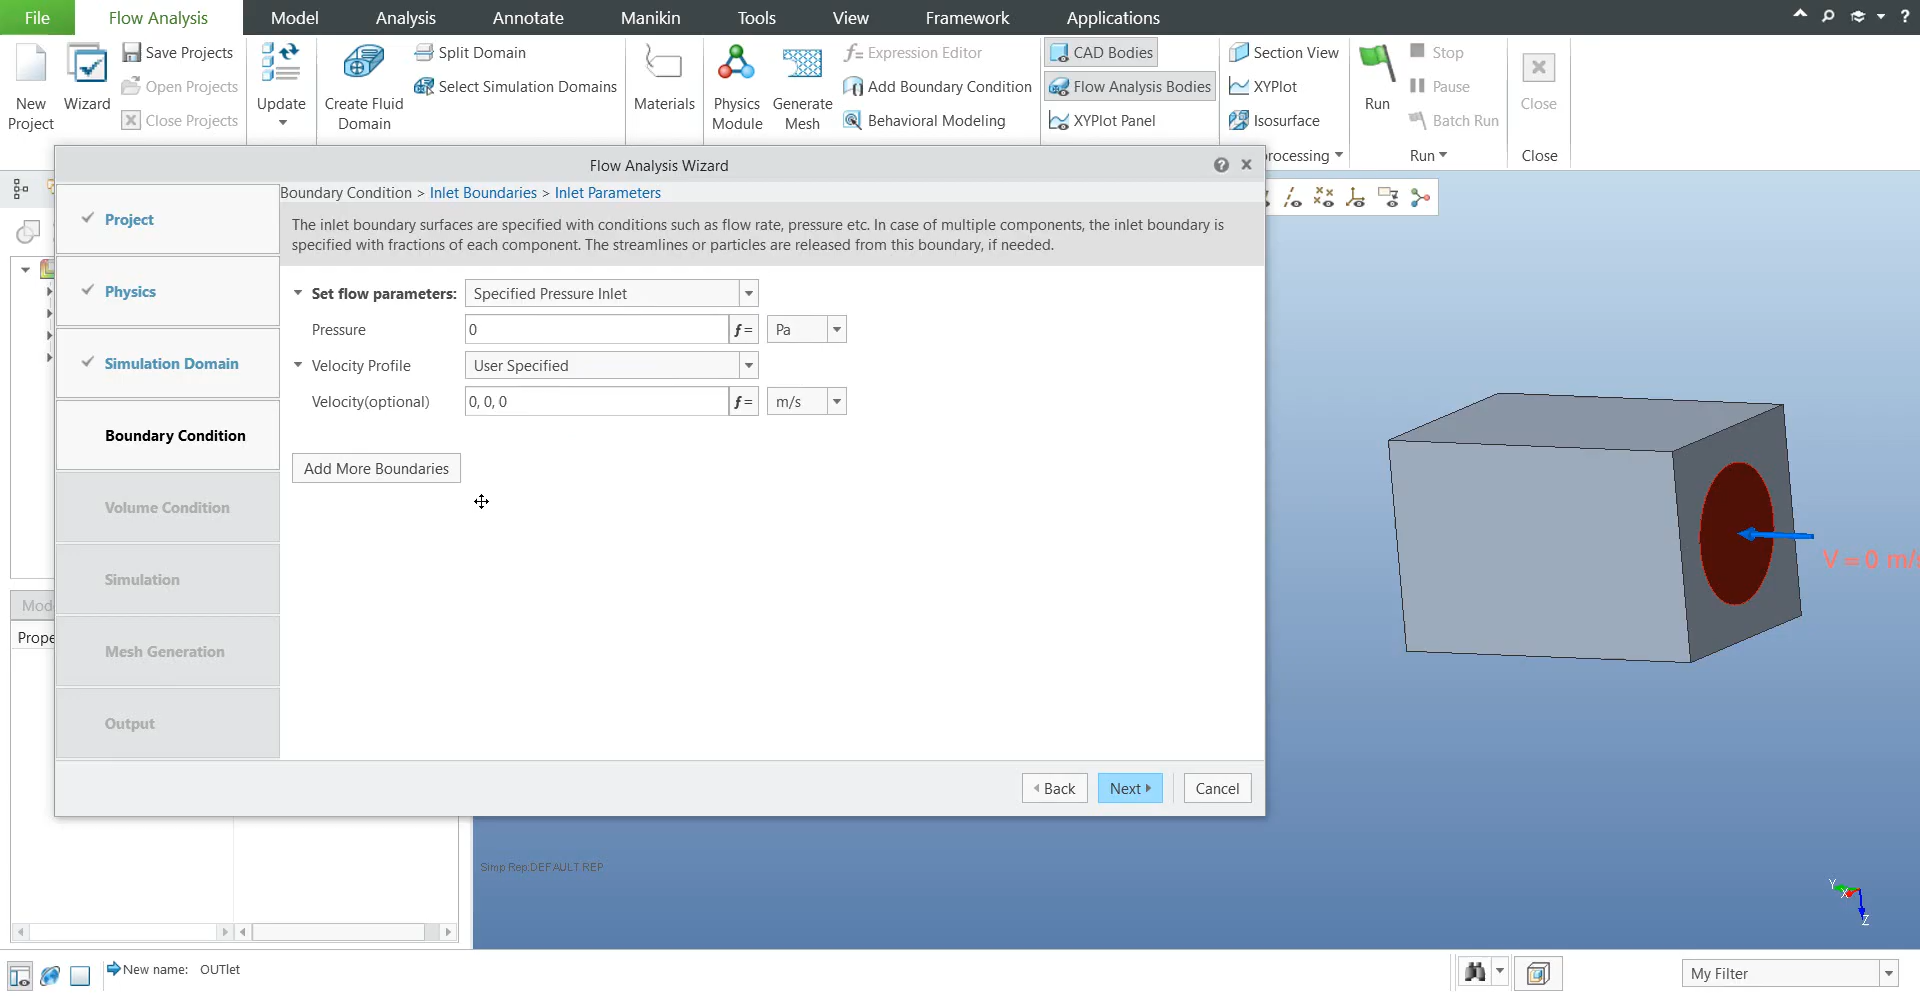 File Flow Analysis Model Analysis Annotate Manikin Tools View Framework Applications
New Project
Wizard
Save Projects
Open Projects
Close Projects
Update
Create Fluid Domain
Split Domain
Select Simulation Domains
Materials
Physics Module
Generate Mesh
Expression Editor
Add Boundary Condition
Behavioral Modeling
CAD Bodies
Flow Analysis Bodies
XYPlot Panel
Section View
XYPlot
Isosurface
rocessing
Run
Stop
Pause
Batch Run
Run
Close
Close
Flow Analysis Wizard
Project
Physics
Simulation Domain
Boundary Condition
Volume Condition
Simulation
Mesh Generation
Output
Boundary Condition > Inlet Boundaries > Inlet Parameters
The inlet boundary surfaces are specified with conditions such as flow rate, pressure etc. In case of multiple components, the inlet boundary is
specified with fractions of each component. The streamlines or particles are released from this boundary, if needed.
Set flow parameters: Specified Pressure Inlet
Pressure 0 f= Pa
Velocity Profile User Specified
Velocity(optional) 0, 0, 0 f= m/s
Add More Boundaries
Back Next Cancel
Mod
Prope
V = 0 m/s
Simp Rep:DEFAULT REP
Y
X
Z
New name: OUTlet
My Filter